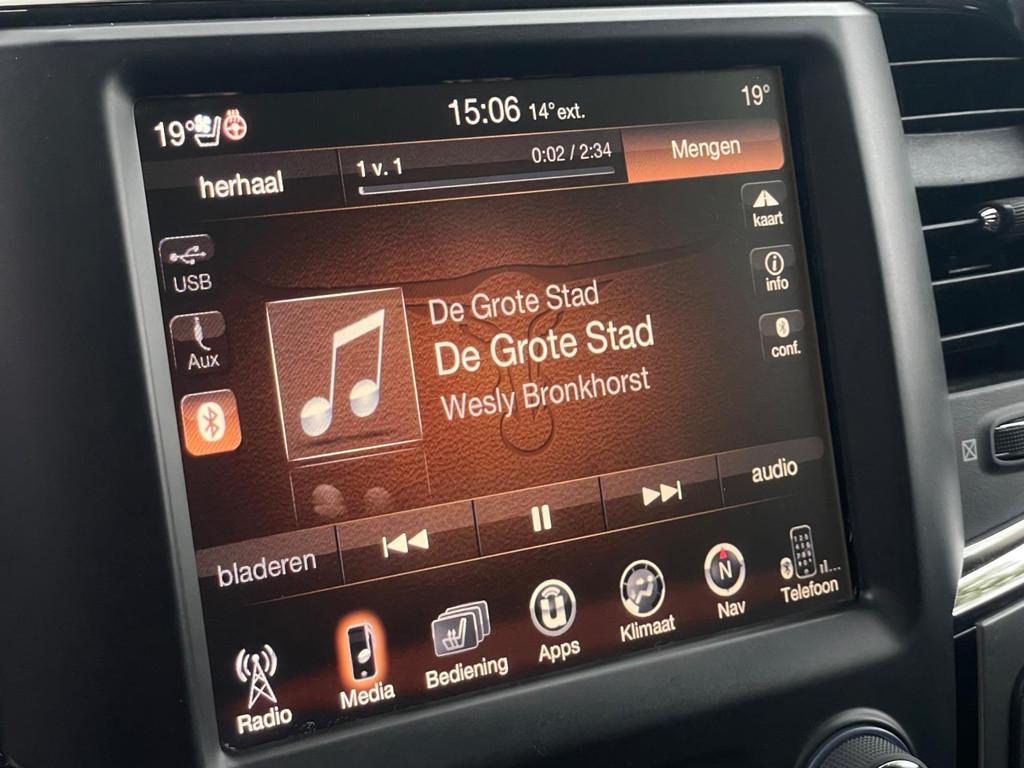 19° 15:06 14° ext. 19°
herhaal 1 v. 1 0:02 / 2:34 Mengen
kaart
USB
info
De Grote Stad
De Grote Stad
Wesly Bronkhorst
Aux
conf.
bladeren audio
Radio Media Bediening Apps Klimaat N Nav Telefoon